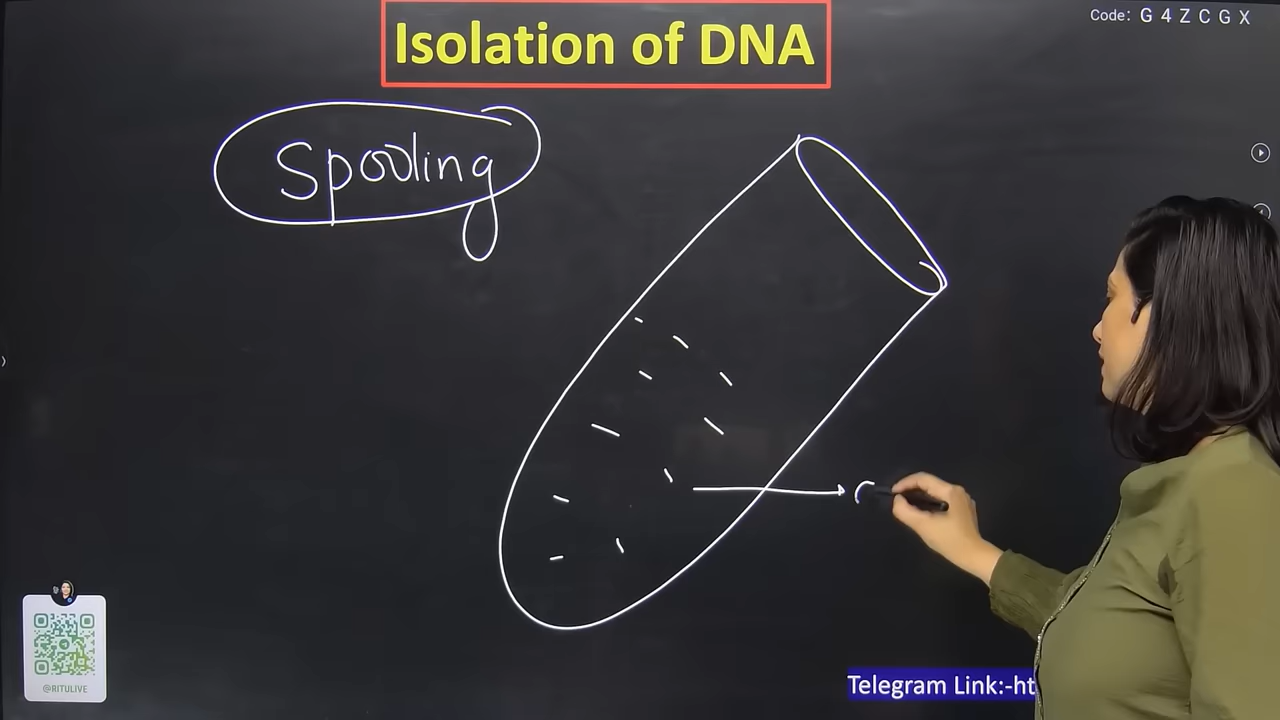 Isolation of DNA
Code: G 4 Z C G X
Spooling
@RITULIVE
Telegram Link:-ht